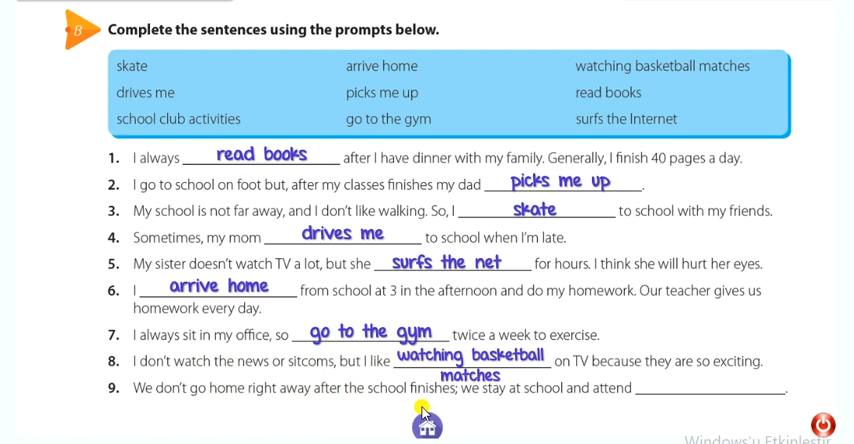 B Complete the sentences using the prompts below.
skate arrive home watching basketball matches
drives me picks me up read books
school club activities go to the gym surfs the Internet
1. I always read books after I have dinner with my family. Generally, I finish 40 pages a day.
2. I go to school on foot but, after my classes finishes my dad picks me up.
3. My school is not far away, and I don't like walking. So, I skate to school with my friends.
4. Sometimes, my mom drives me to school when I'm late.
5. My sister doesn't watch TV a lot, but she surfs the net for hours. I think she will hurt her eyes.
6. I arrive home from school at 3 in the afternoon and do my homework. Our teacher gives us
homework every day.
7. I always sit in my office, so go to the gym twice a week to exercise.
8. I don't watch the news or sitcoms, but I like watching basketball on TV because they are so exciting.
matches
9. We don't go home right away after the school finishes; we stay at school and attend ____________.
Windows'u Etkinleştir